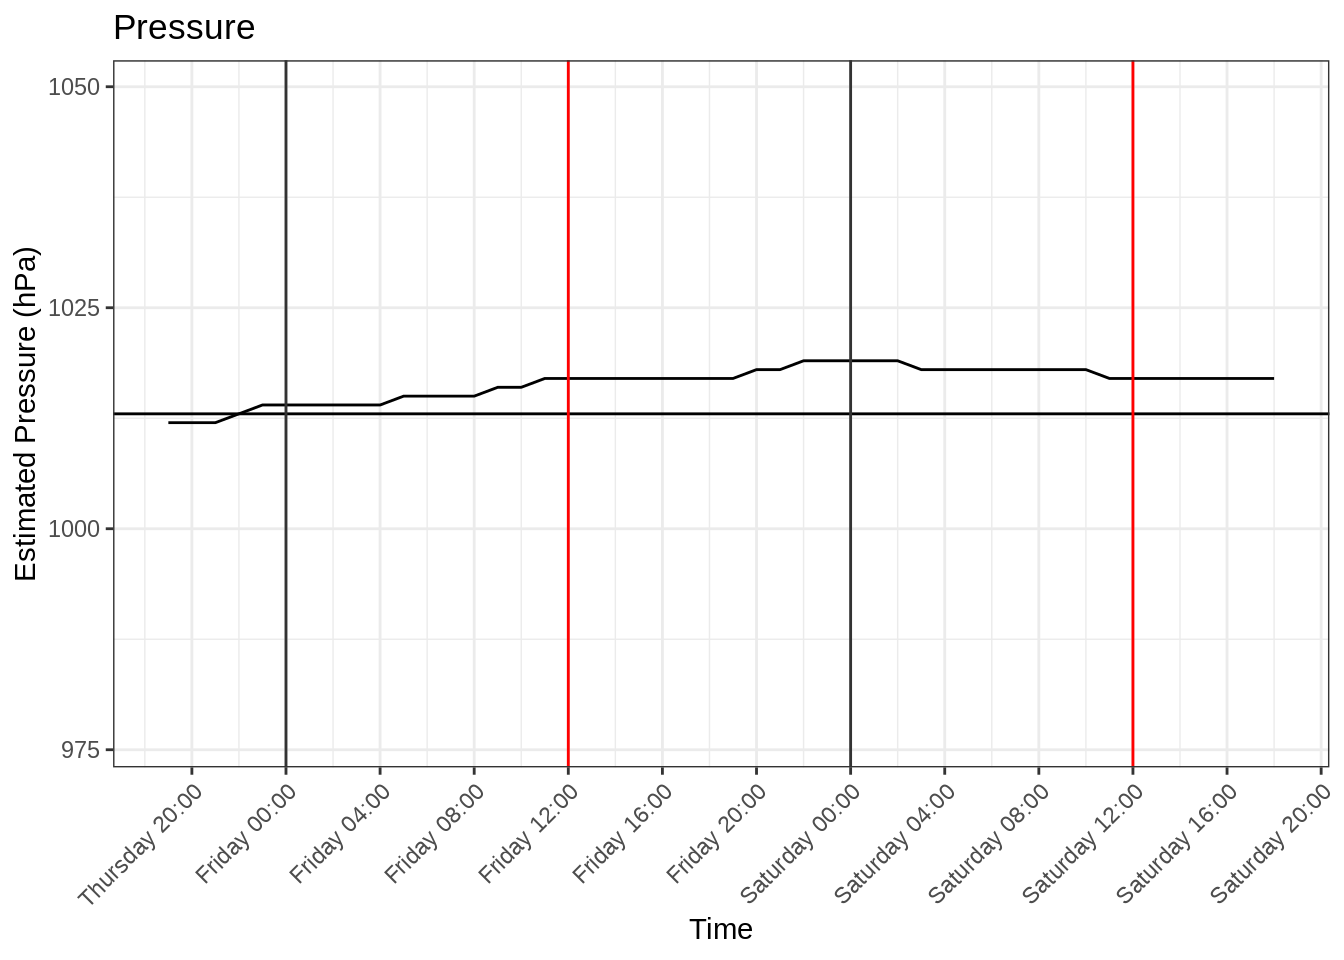 Pressure
Estimated Pressure (hPa)
1050
1025
1000
975
Thursday 20:00
Friday 00:00
Friday 04:00
Friday 08:00
Friday 12:00
Friday 16:00
Friday 20:00
Saturday 00:00
Saturday 04:00
Saturday 08:00
Saturday 12:00
Saturday 16:00
Saturday 20:00
Time